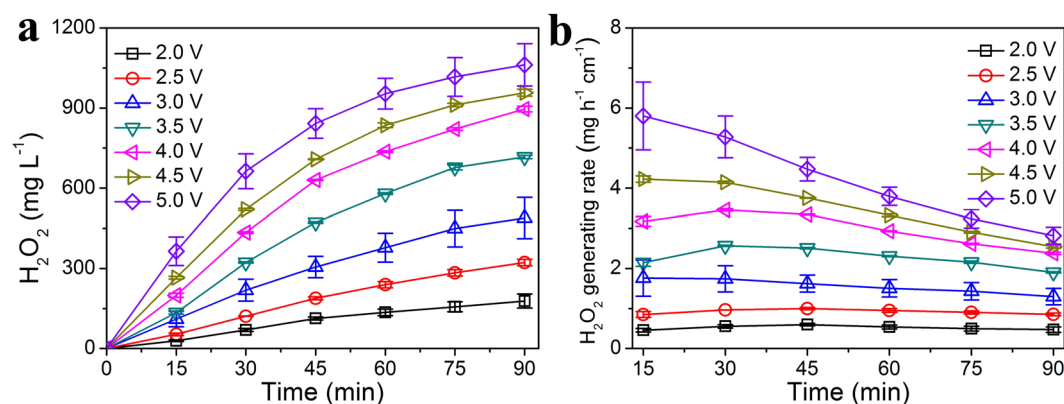 a
1200
900
600
300
0
H₂O₂ (mg L⁻¹)
2.0 V
2.5 V
3.0 V
3.5 V
4.0 V
4.5 V
5.0 V
0 15 30 45 60 75 90
Time (min)
b
8
6
4
2
0
H₂O₂ generating rate (mg h⁻¹ cm⁻¹)
2.0 V
2.5 V
3.0 V
3.5 V
4.0 V
4.5 V
5.0 V
15 30 45 60 75 90
Time (min)